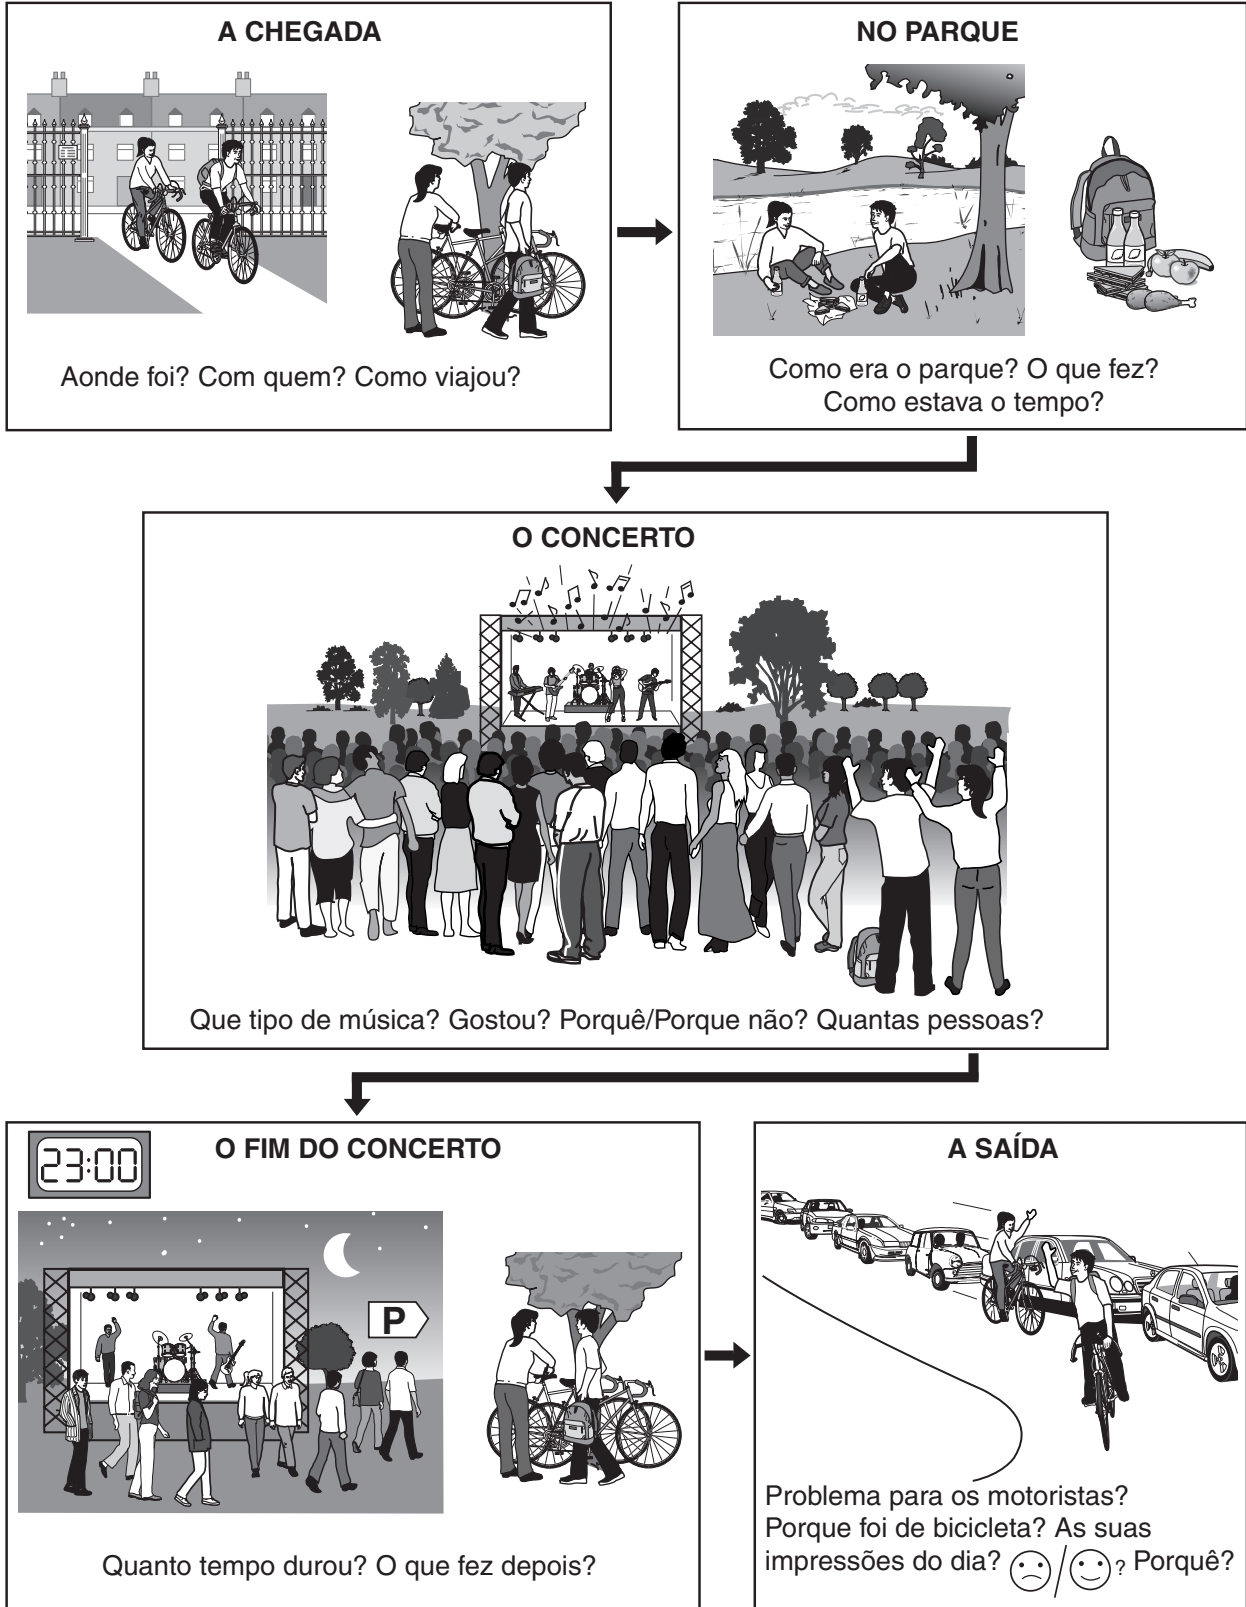 A CHEGADA
Aonde foi? Com quem? Como viajou?
NO PARQUE
Como era o parque? O que fez?
Como estava o tempo?
O CONCERTO
Que tipo de música? Gostou? Porquê/Porque não? Quantas pessoas?
23:00
O FIM DO CONCERTO
P
Quanto tempo durou? O que fez depois?
A SAÍDA
Problema para os motoristas?
Porque foi de bicicleta? As suas
impressões do dia? / ? Porquê?